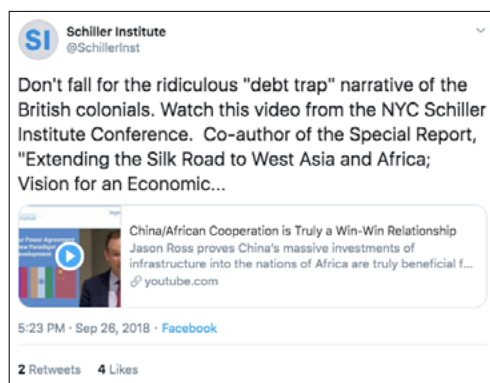 SI
Schiller Institute
@SchillerInst
Don't fall for the ridiculous "debt trap" narrative of the
British colonials. Watch this video from the NYC Schiller
Institute Conference. Co-author of the Special Report,
"Extending the Silk Road to West Asia and Africa;
Vision for an Economic...
China/African Cooperation is Truly a Win-Win Relationship
Jason Ross proves China's massive investments of
infrastructure into the nations of Africa are truly beneficial f...
youtube.com
5:23 PM · Sep 26, 2018 · Facebook
2 Retweets 4 Likes